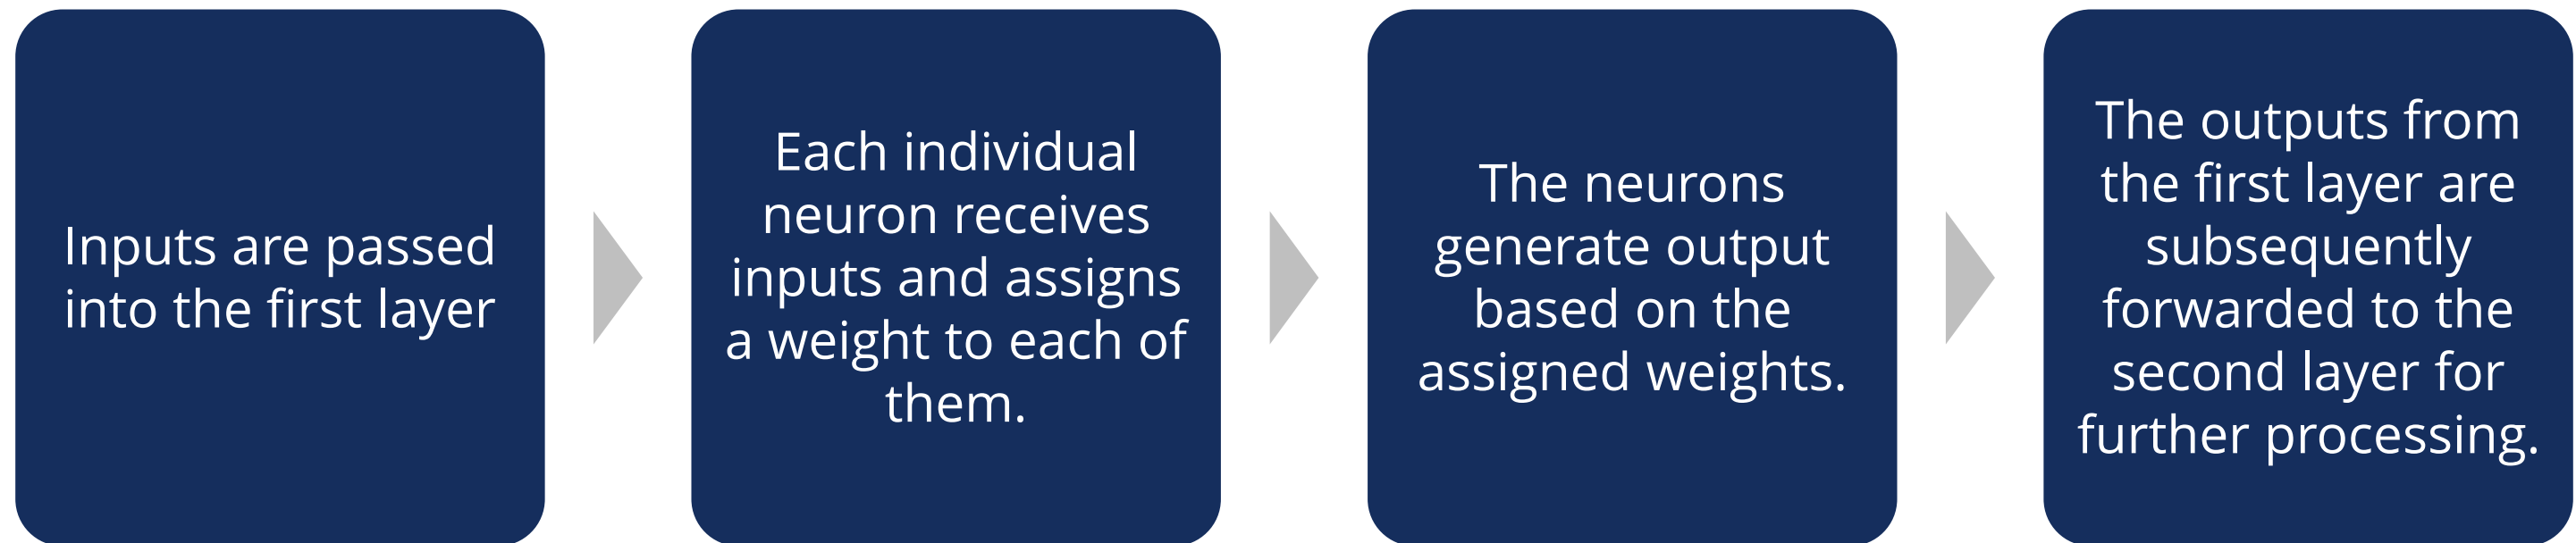 Inputs are passed
into the first layer
Each individual
neuron receives
inputs and assigns
a weight to each of
them.
The neurons
generate output
based on the
assigned weights.
The outputs from
the first layer are
subsequently
forwarded to the
second layer for
further processing.